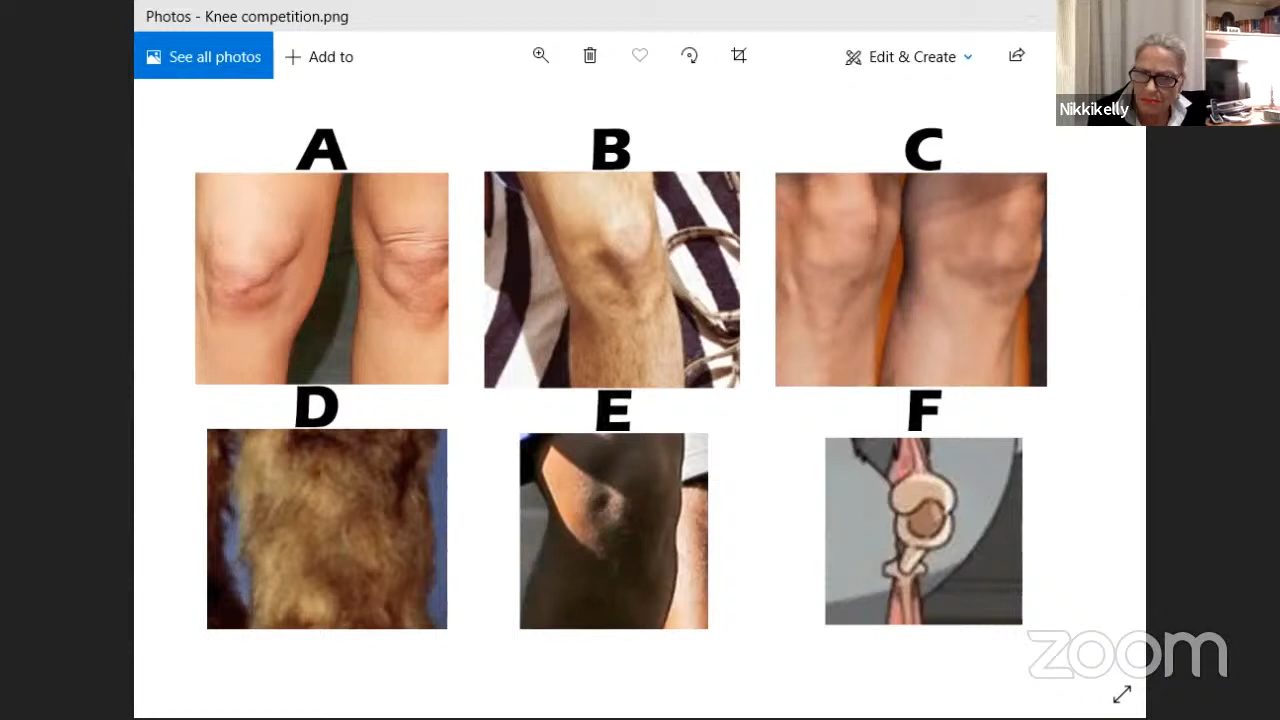 Photos - Knee competition.png
See all photos
Add to
Edit & Create
Nikkikelly
A
B
C
D
E
F
zoom